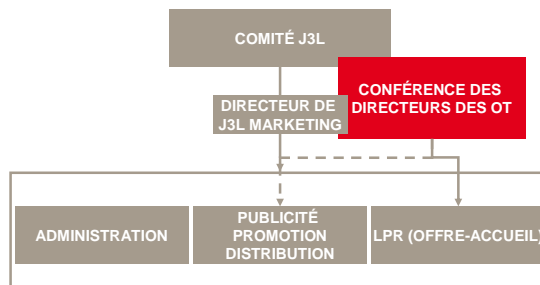 COMITÉ J3L
CONFÉRENCE DES
DIRECTEURS DES OT
DIRECTEUR DE
J3L MARKETING
ADMINISTRATION
PUBLICITÉ
PROMOTION
DISTRIBUTION
LPR (OFFRE-ACCUEIL)